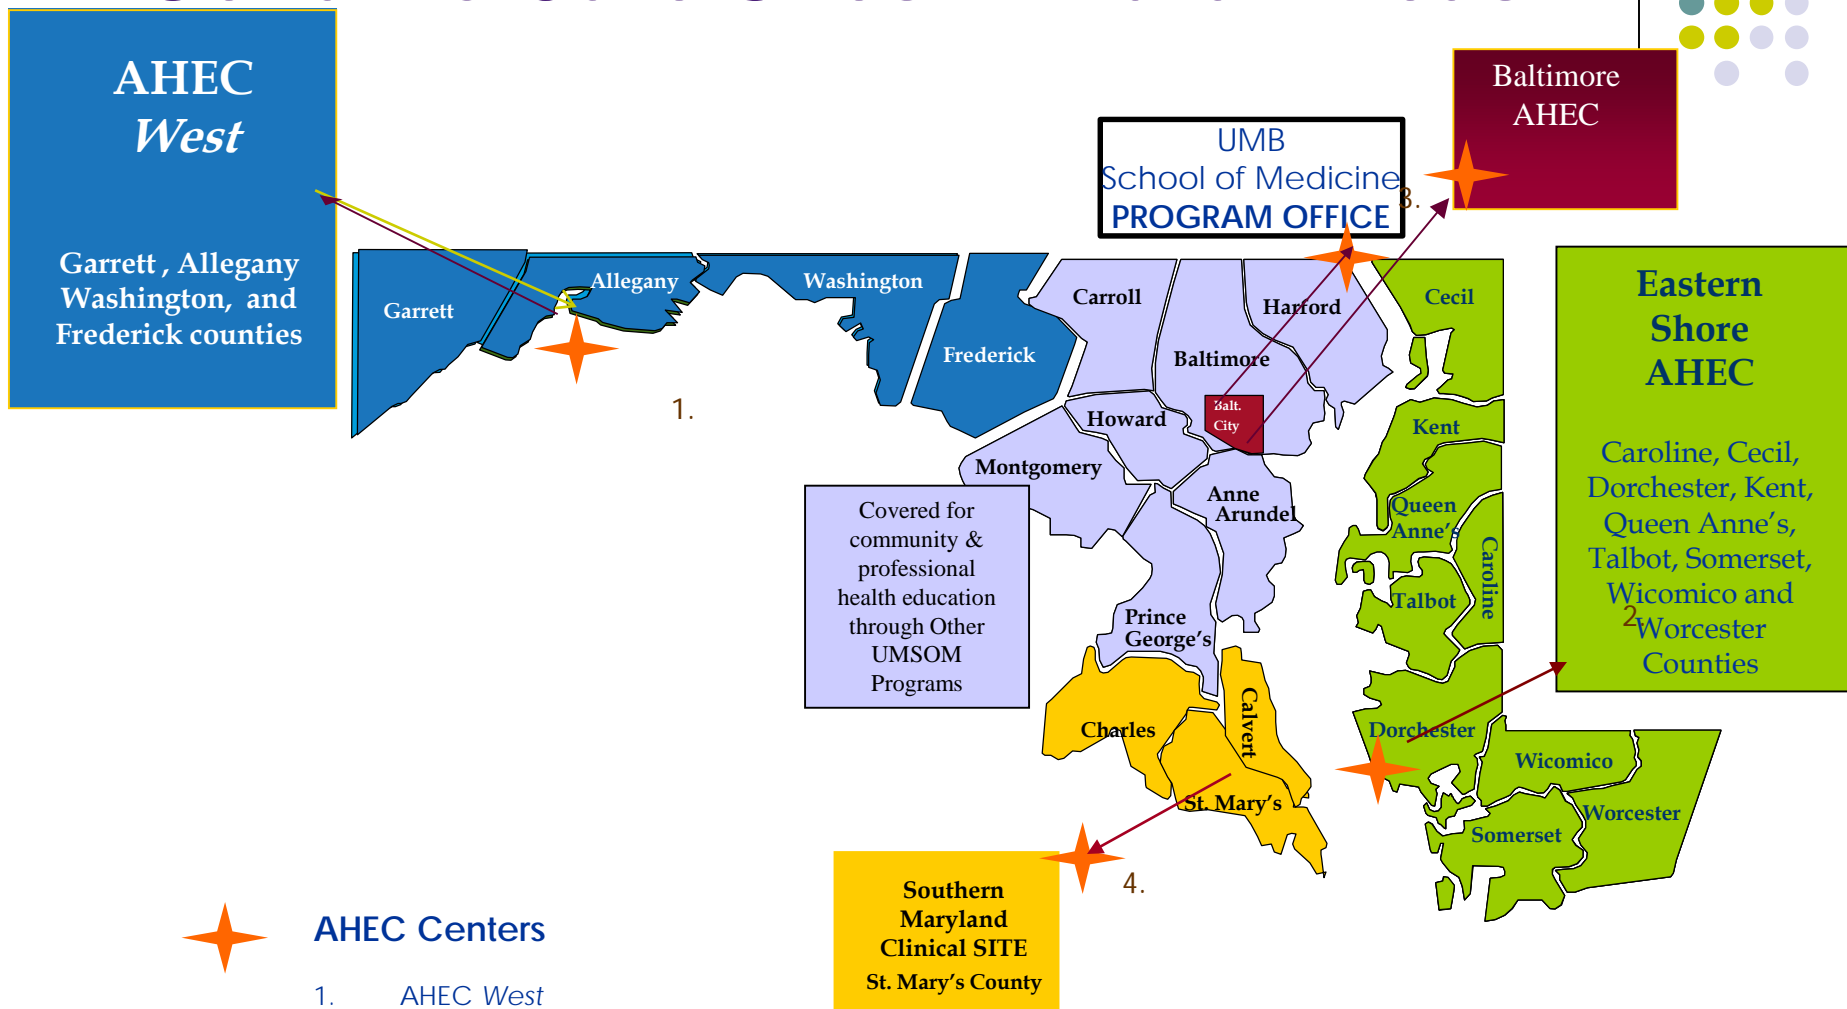 AHEC
West
Garrett , Allegany
Washington, and
Frederick counties
UMB
School of Medicine
PROGRAM OFFICE
3.
Baltimore
AHEC
Eastern
Shore
AHEC
Caroline, Cecil,
Dorchester, Kent,
Queen Anne's,
Talbot, Somerset,
Wicomico and
2.
Worcester
Counties
Garrett
Allegany
Washington
Frederick
1.
Carroll
Harford
Cecil
Baltimore
Balt.
City
Howard
Montgomery
Kent
Anne
Arundel
Queen
Anne's
Caroline
Talbot
Prince
George's
Covered for
community &
professional
health education
through Other
UMSOM
Programs
Charles
Calvert
St. Mary's
Dorchester
Wicomico
Worcester
Somerset
4.
Southern
Maryland
Clinical SITE
St. Mary's County
AHEC Centers
1. AHEC West